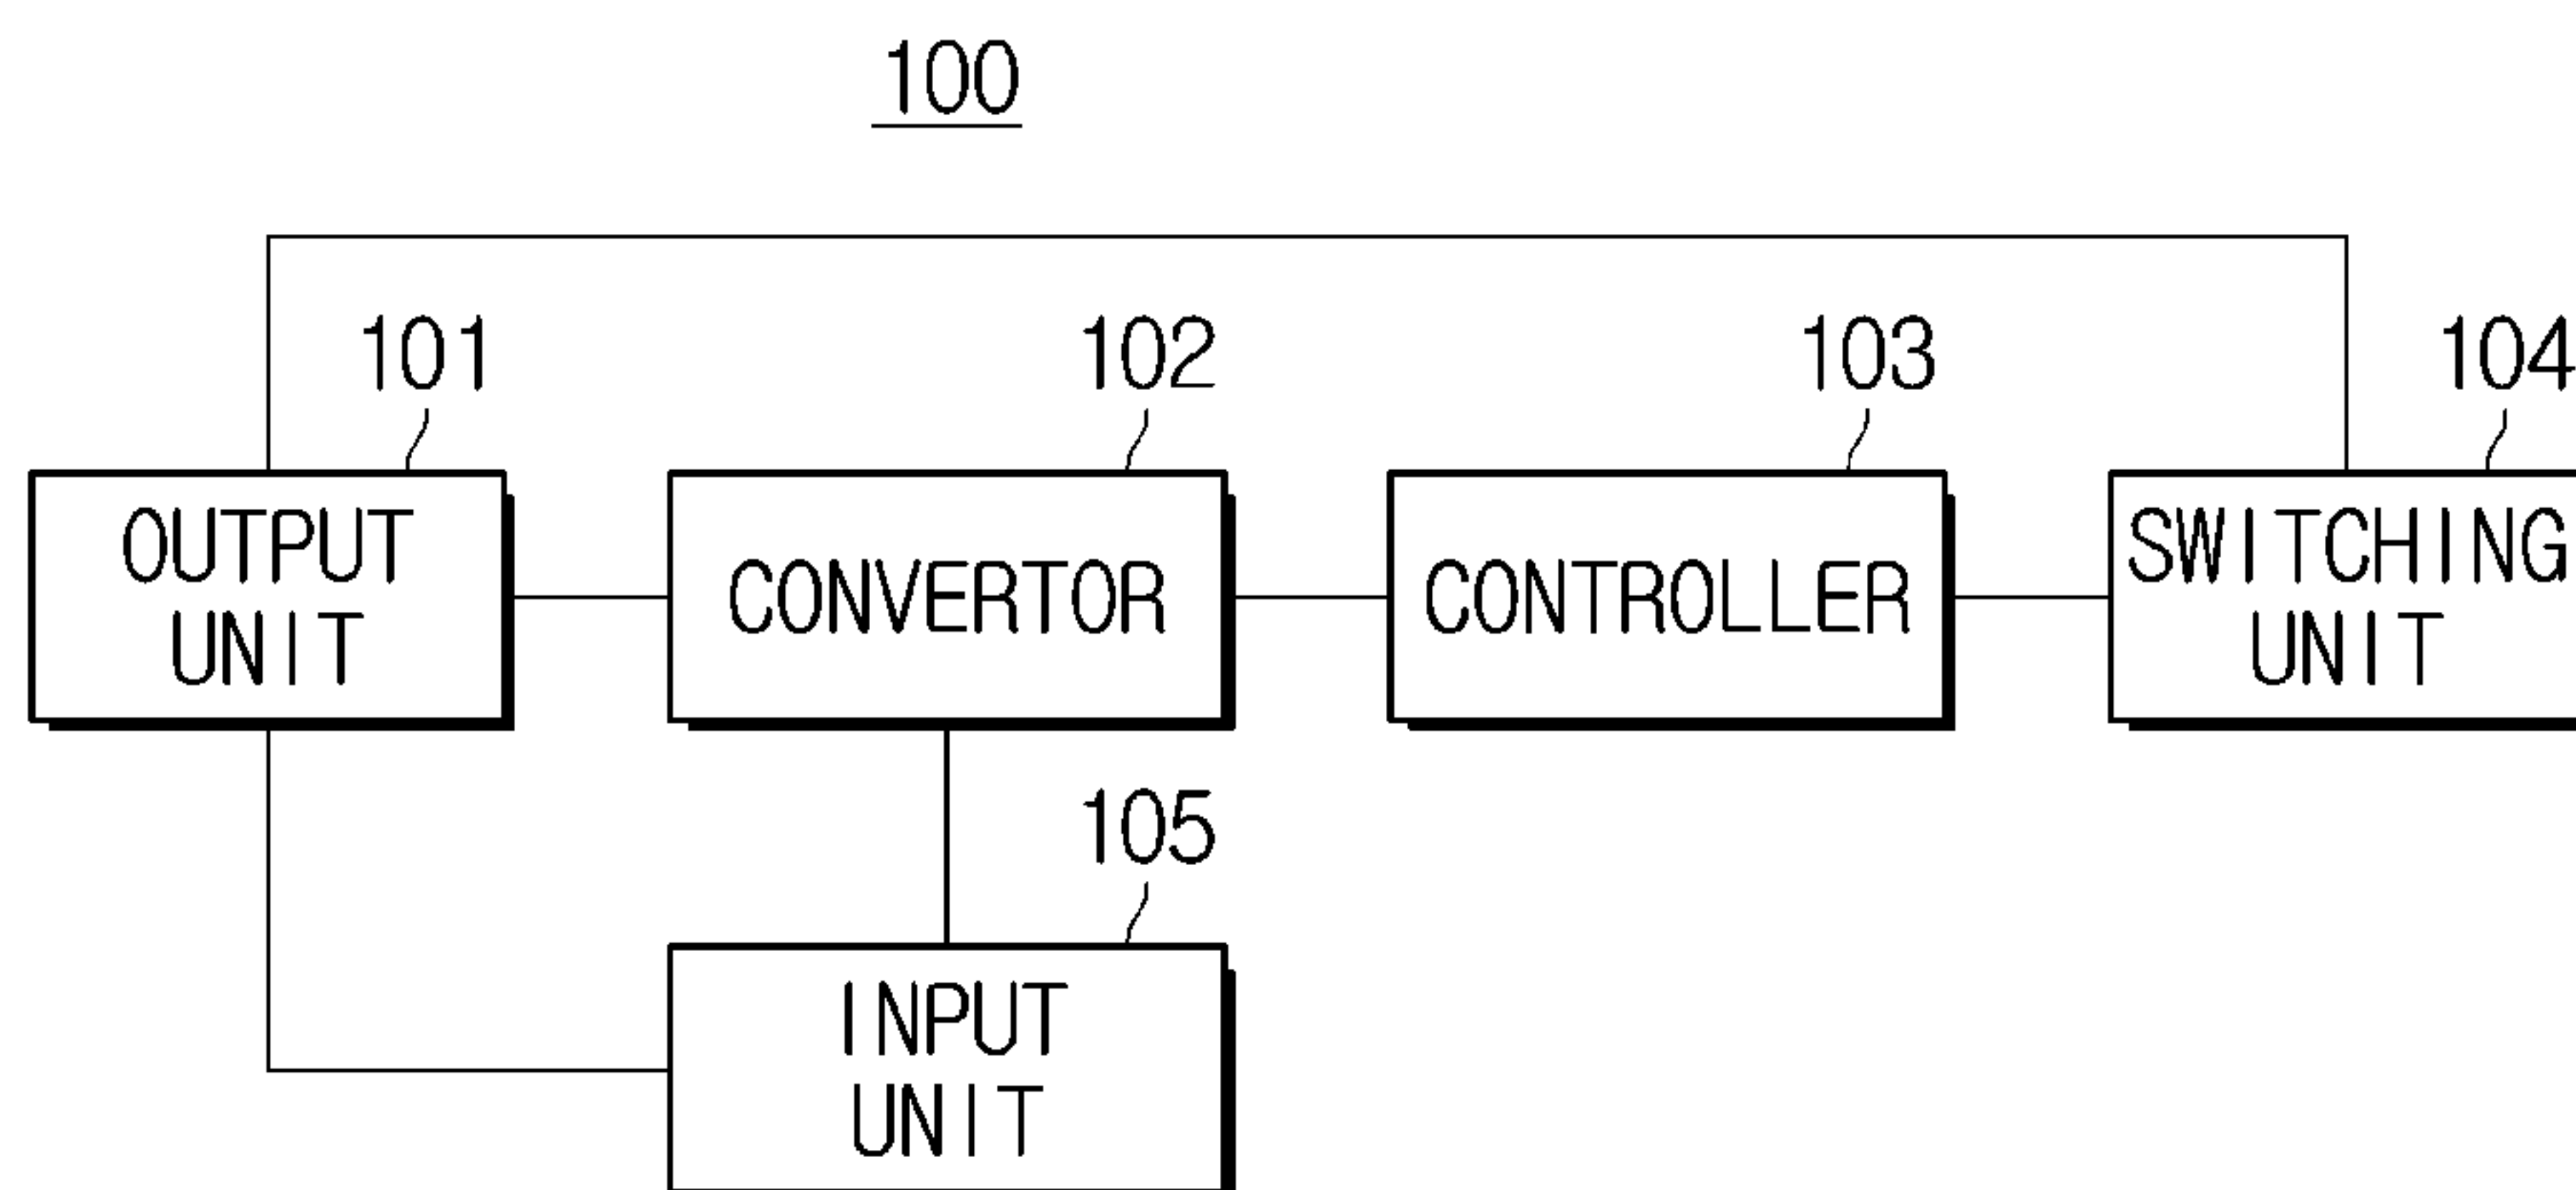 100
101
102
103
104
OUTPUT
UNIT
CONVERTOR
CONTROLLER
SWITCHING
UNIT
105
INPUT
UNIT